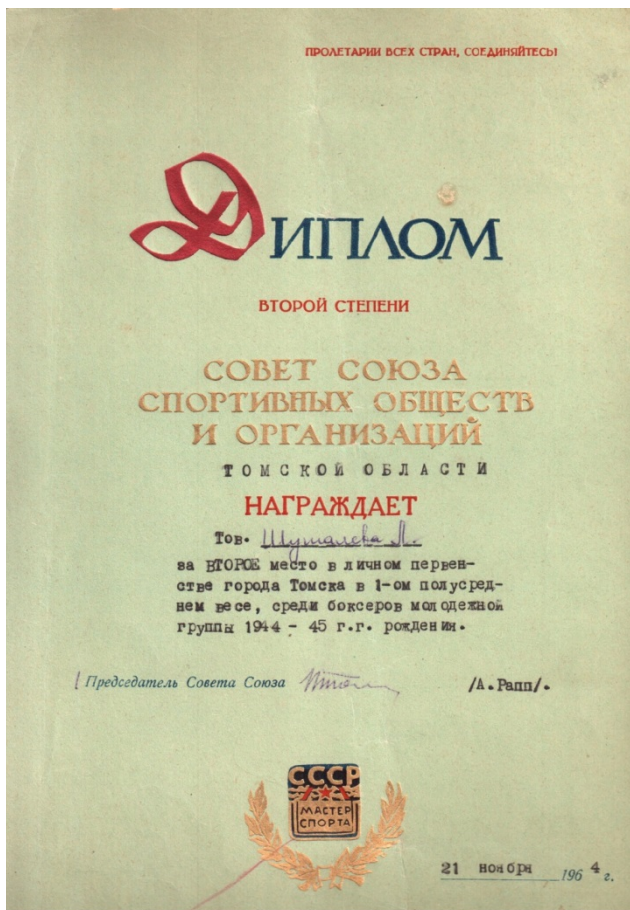 ПРОЛЕТАРИИ ВСЕХ СТРАН, СОЕДИНЯЙТЕСЬ!
ДИПЛОМ
ВТОРОЙ СТЕПЕНИ
СОВЕТ СОЮЗА
СПОРТИВНЫХ ОБЩЕСТВ
И ОРГАНИЗАЦИЙ
ТОМСКОЙ ОБЛАСТИ
НАГРАЖДАЕТ
Тов. Шумалева Л.
за ВТОРОЕ место в личном первен-
стве города Томска в 1-ом полусред-
нем весе, среди боксеров молодежной
группы 1944 - 45 г.г. рождения.
Председатель Совета Союза /А.Рапп/.
СССР
МАСТЕР
СПОРТА
21 ноября 1964 г.